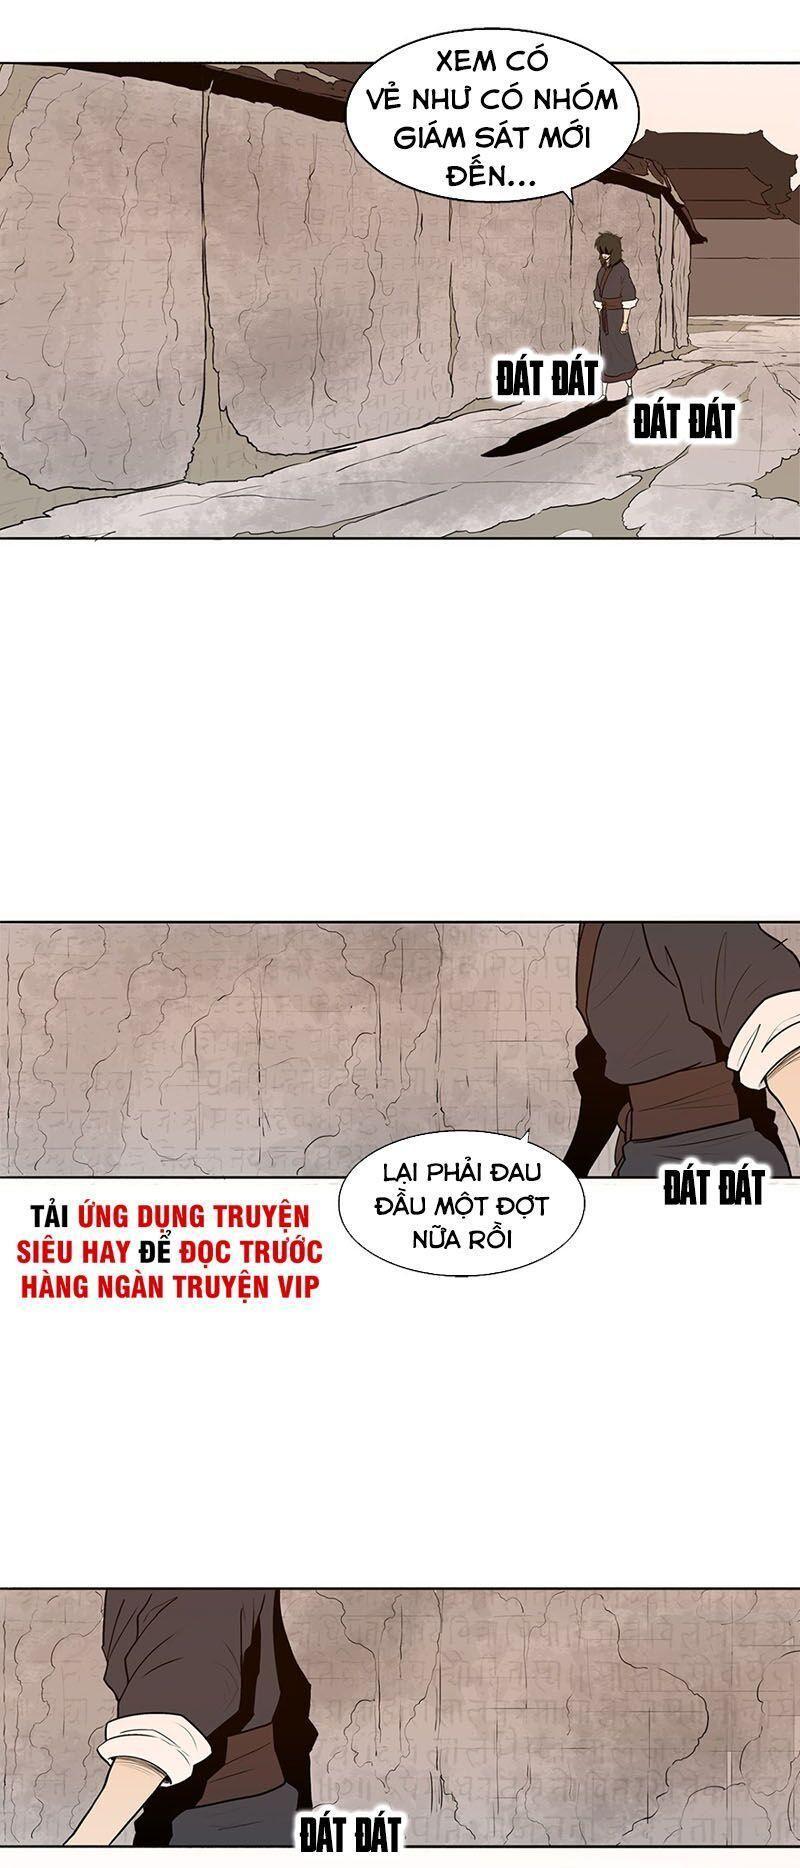 XEM CÓ
VẺ NHƯ CÓ NHÓM
GIÁM SÁT MỚI
ĐẾN...
ĐÁT ĐÁT
ĐÁT ĐÁT
LẠI PHẢI ĐAU
ĐẦU MỘT ĐỢT
NỮA RỒI
ĐÁT ĐÁT
TẢI ỨNG DỤNG TRUYỆN
SIÊU HAY ĐỂ ĐỌC TRƯỚC
HÀNG NGÀN TRUYỆN VIP
ĐÁT ĐÁT